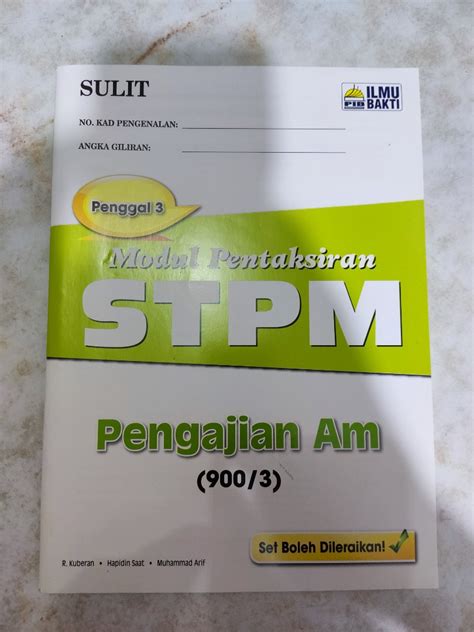 SULIT
PIB ILMU
BAKTI
NO. KAD PENGENALAN:
ANGKA GILIRAN:
Penggal 3
Modul Pentaksiran
STPM
Pengajian Am
(900/3)
Set Boleh Dileraikan!
R. Kuberan • Hapidin Saat • Muhammad Arif